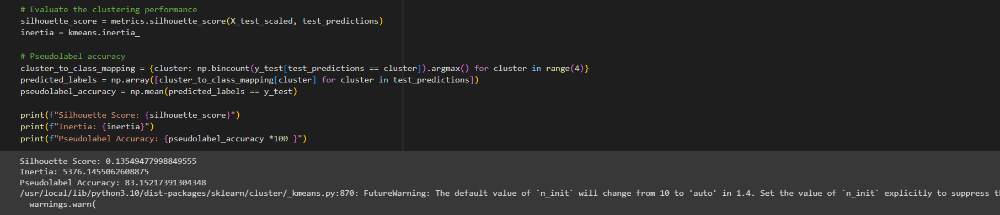 # Evaluate the clustering performance
silhouette_score = metrics.silhouette_score(X_test_scaled, test_predictions)
inertia = kmeans.inertia_
# Pseudolabel accuracy
cluster_to_class_mapping = {cluster: np.bincount(y_test[test_predictions == cluster]).argmax() for cluster in range(4)}
predicted_labels = np.array([cluster_to_class_mapping[cluster] for cluster in test_predictions])
pseudolabel_accuracy = np.mean(predicted_labels == y_test)
print(f"Silhouette Score: {silhouette_score}")
print(f"Inertia: {inertia}")
print(f"Pseudolabel Accuracy: {pseudolabel_accuracy *100 }")
Silhouette Score: 0.13549477998849555
Inertia: 5376.1455062608875
Pseudolabel Accuracy: 83.15217391304348
/usr/local/lib/python3.10/dist-packages/sklearn/cluster/_kmeans.py:870: FutureWarning: The default value of `n_init` will change from 10 to 'auto' in 1.4. Set the value of `n_init` explicitly to suppress
warnings.warn(